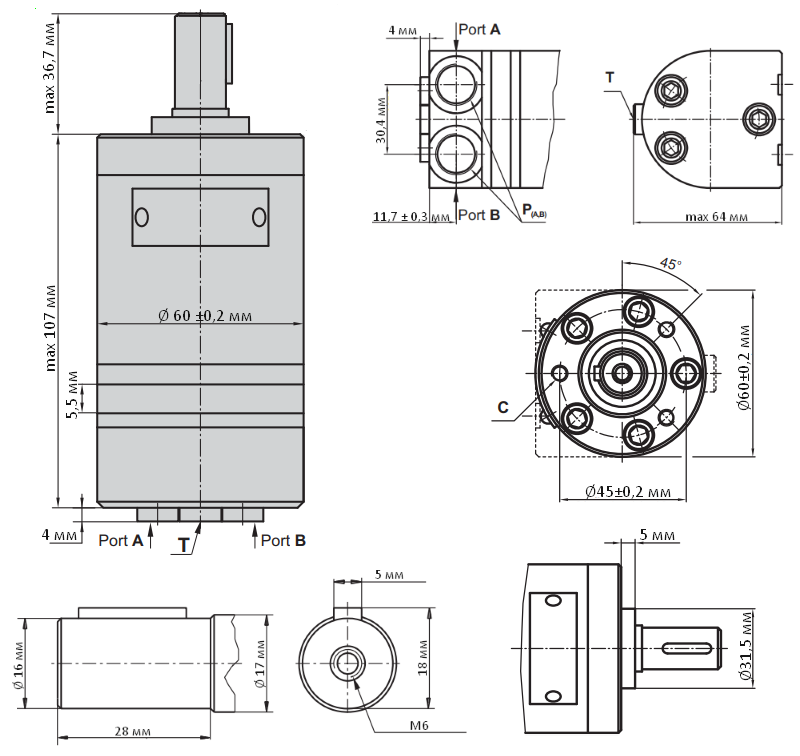 max 36,7 мм
max 107 мм
Ø 60 ±0,2 мм
5,5 мм
4 мм
Port A
T
Port B
4 мм
Port A
30,4 мм
11,7 ± 0,3 мм
Port B
P(A,B)
T
max 64 мм
45°
C
Ø60±0,2 мм
Ø45±0,2 мм
Ø 16 мм
28 мм
Ø 17 мм
5 мм
18 мм
M6
5 мм
Ø31,5 мм